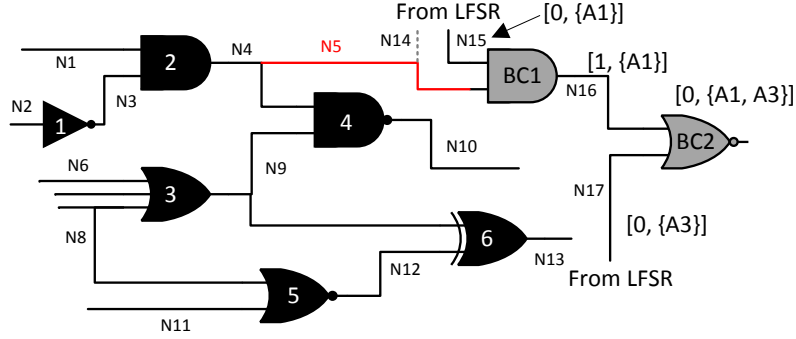 From LFSR
[0, {A1}]
N1
2
N4
N5
N14
N15
BC1
[1, {A1}]
N16
[0, {A1, A3}]
N2
1
N3
4
BC2
N10
N6
3
N9
N17
N8
6
[0, {A3}]
N12
N13
From LFSR
5
N11